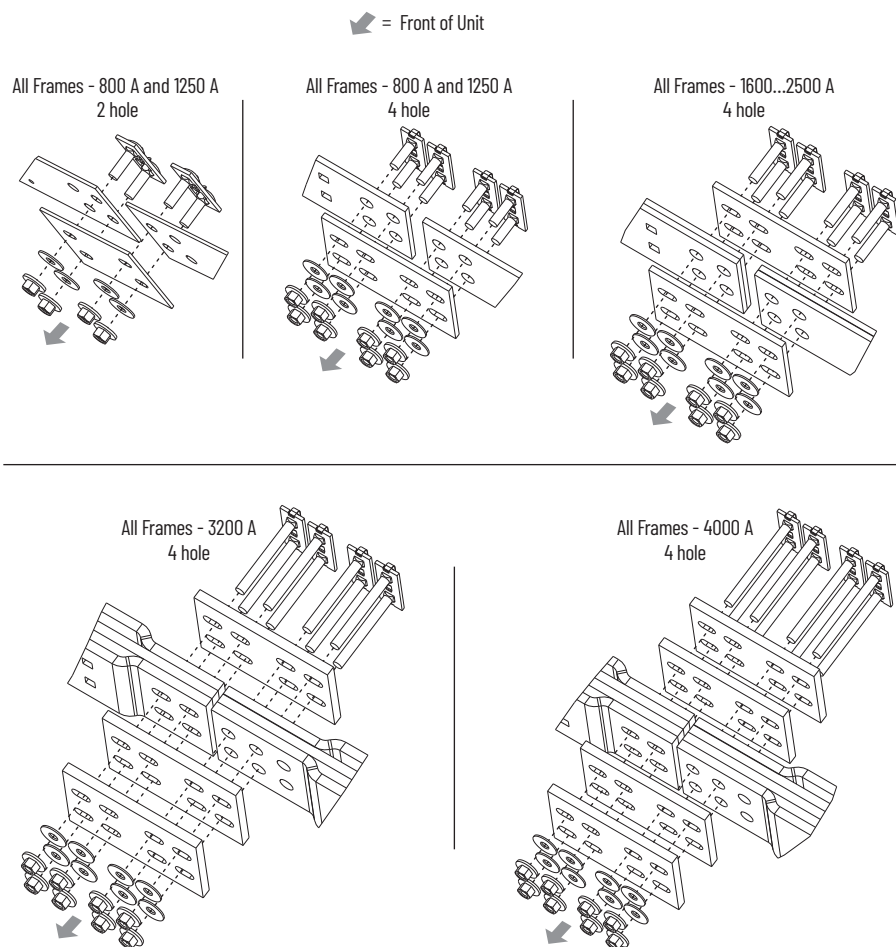 = Front of Unit
All Frames - 800 A and 1250 A
2 hole
All Frames - 800 A and 1250 A
4 hole
All Frames - 1600...2500 A
4 hole
All Frames - 3200 A
4 hole
All Frames - 4000 A
4 hole